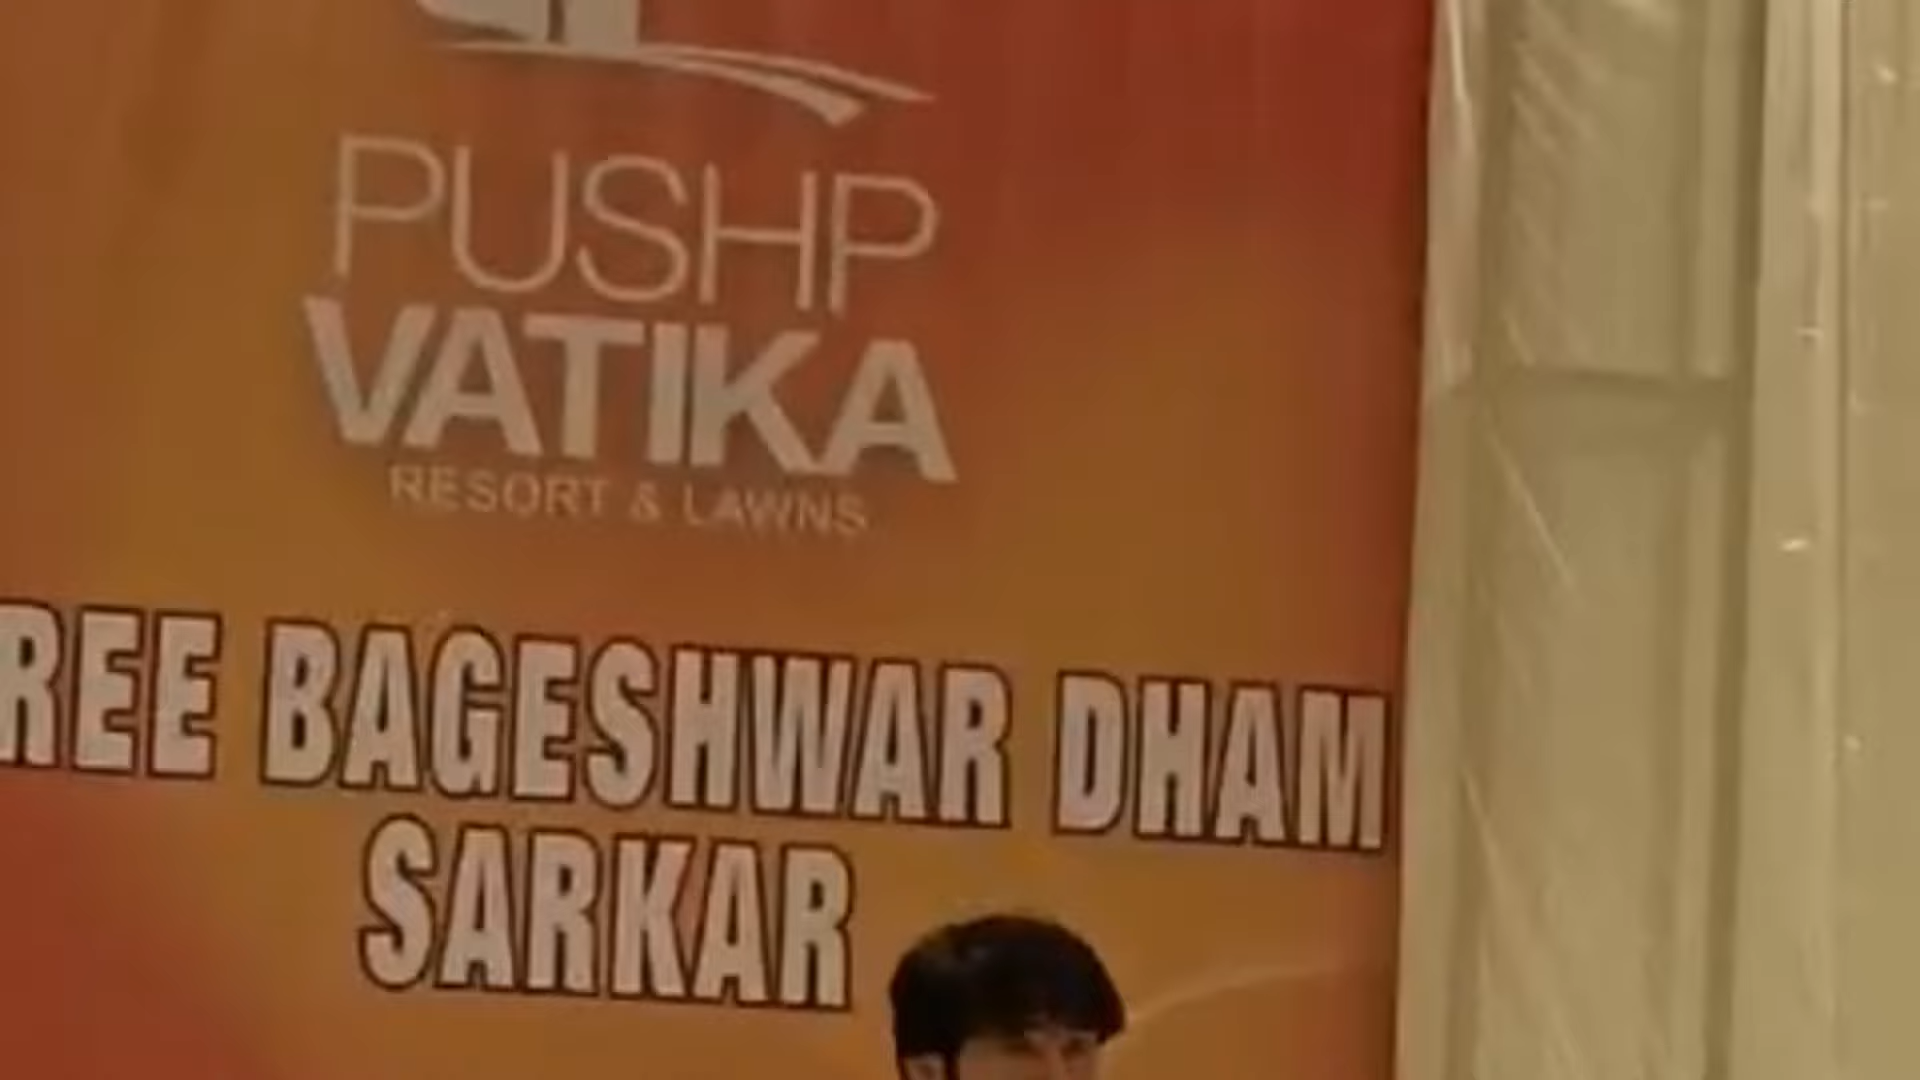 PUSHP
VATIKA
RESORT & LAWNS
REE BAGESHWAR DHAM
SARKAR